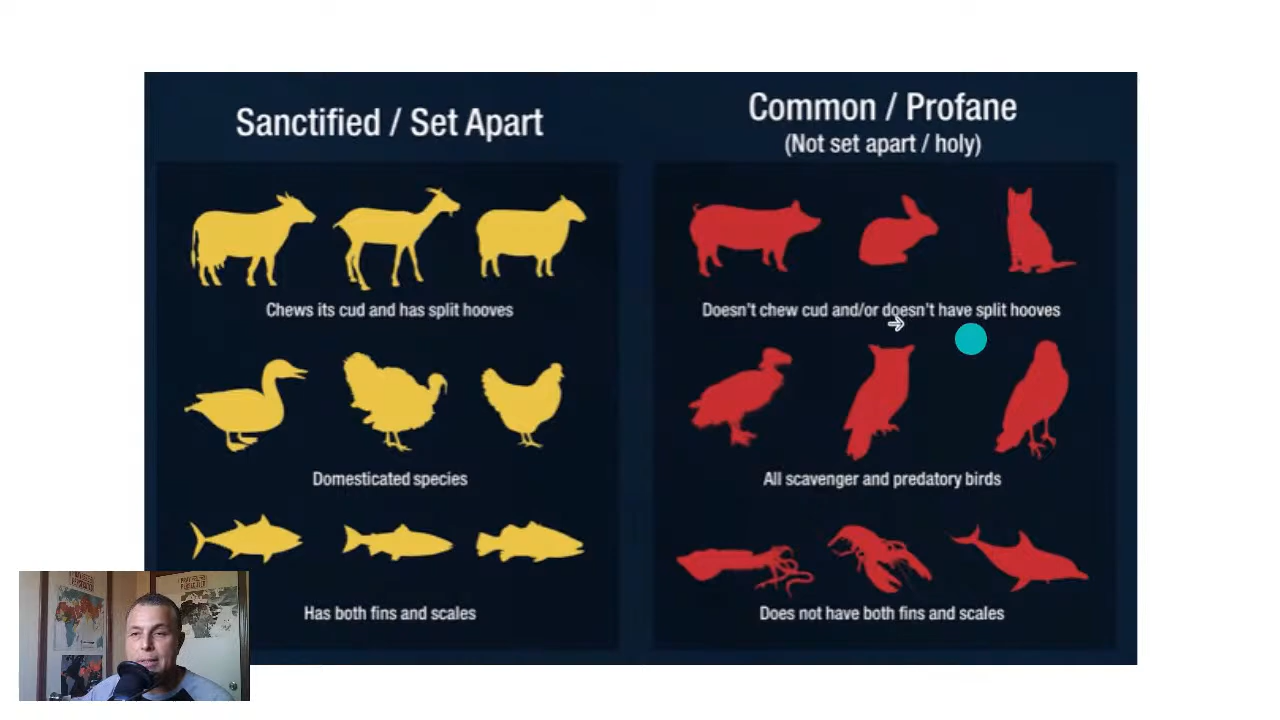 Sanctified / Set Apart
Chews its cud and has split hooves
Domesticated species
Has both fins and scales
Common / Profane
(Not set apart / holy)
Doesn't chew cud and/or doesn't have split hooves
All scavenger and predatory birds
Does not have both fins and scales